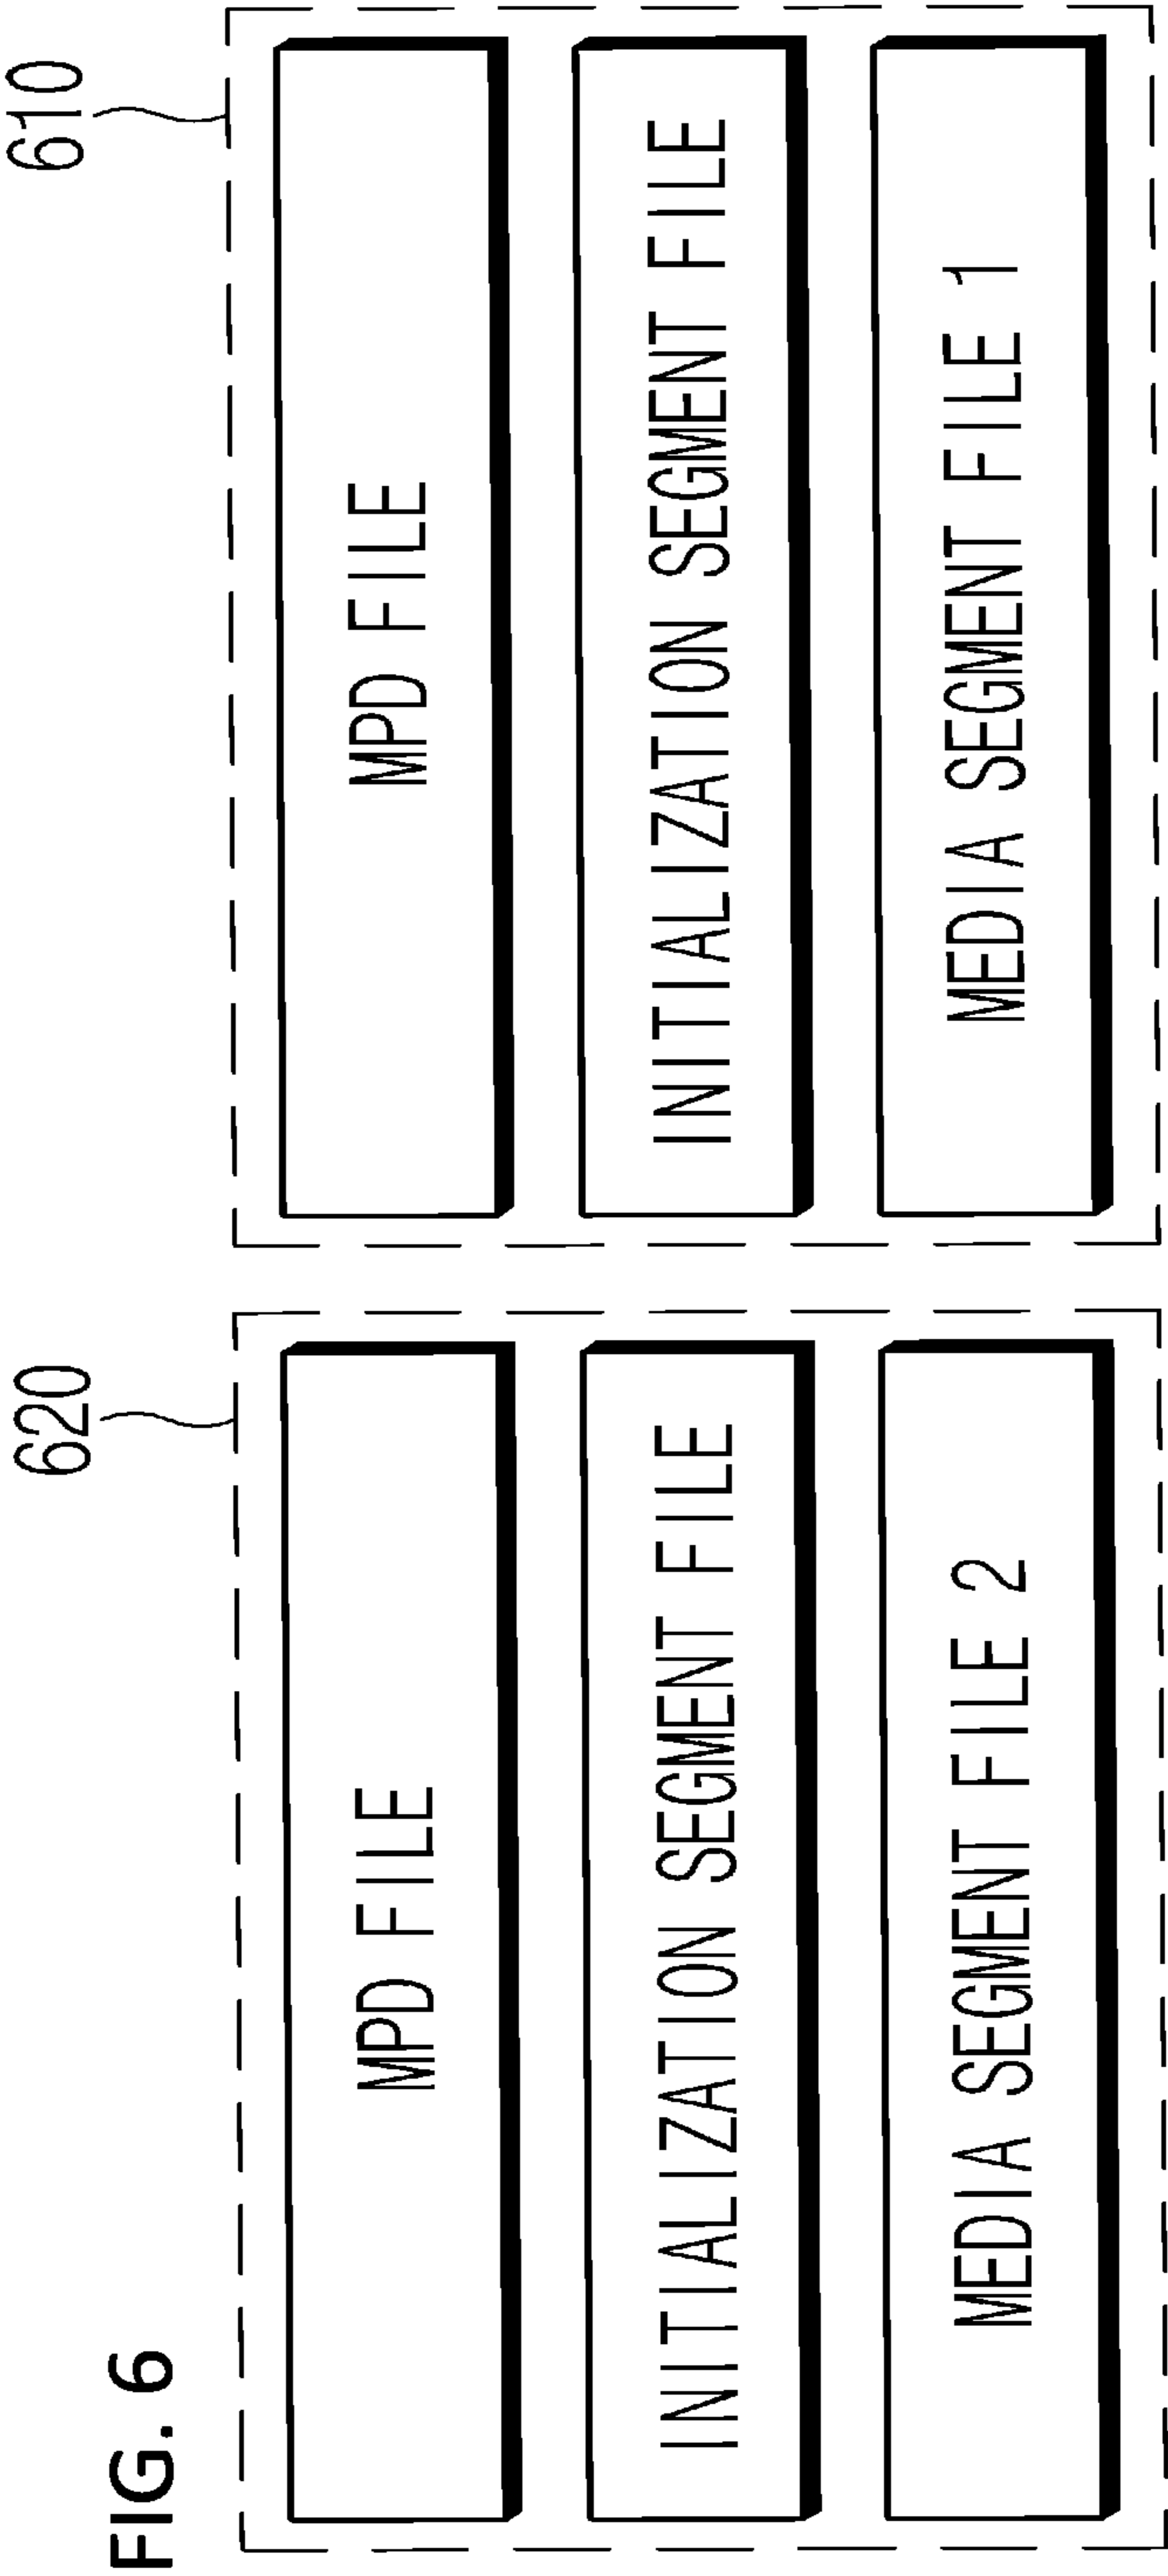 FIG. 6
620
MPD FILE
INITIALIZATION SEGMENT FILE
MEDIA SEGMENT FILE 2
610
MPD FILE
INITIALIZATION SEGMENT FILE
MEDIA SEGMENT FILE 1